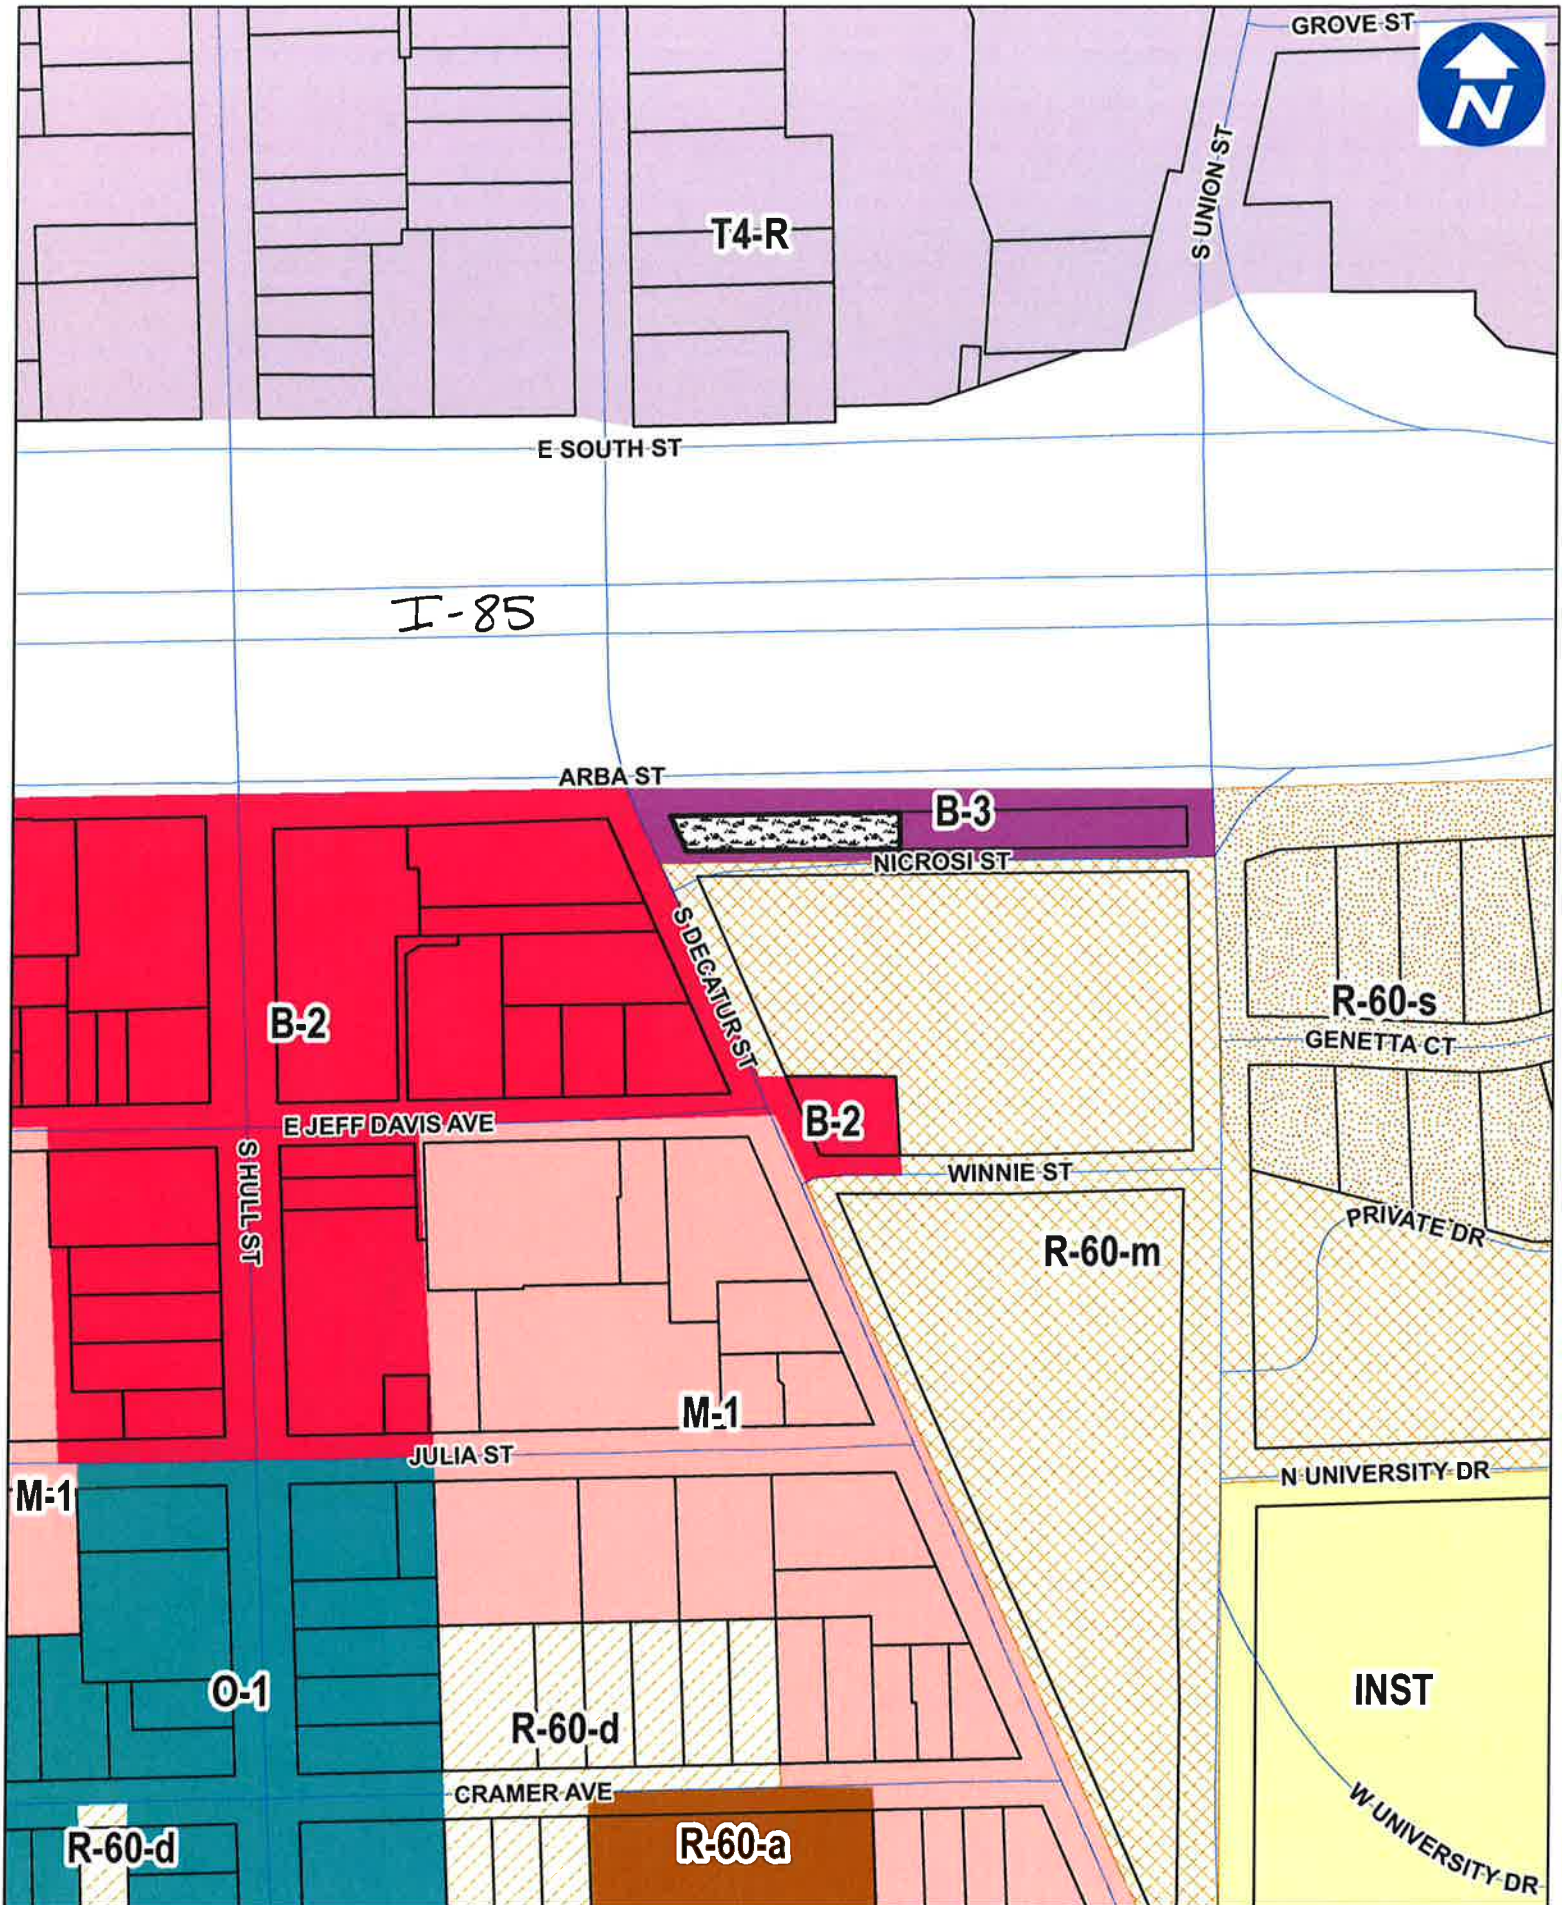 GROVE ST
N
S UNION ST
T4-R
E SOUTH ST
I-85
ARBA ST
B-3
NICROSI ST
S DECATUR ST
R-60-s
B-2
GENETTA CT
B-2
E JEFF DAVIS AVE
S HULL ST
WINNIE ST
PRIVATE DR
R-60-m
M-1
JULIA ST
N UNIVERSITY DR
M-1
O-1
INST
R-60-d
CRAMER AVE
W UNIVERSITY DR
R-60-d
R-60-a